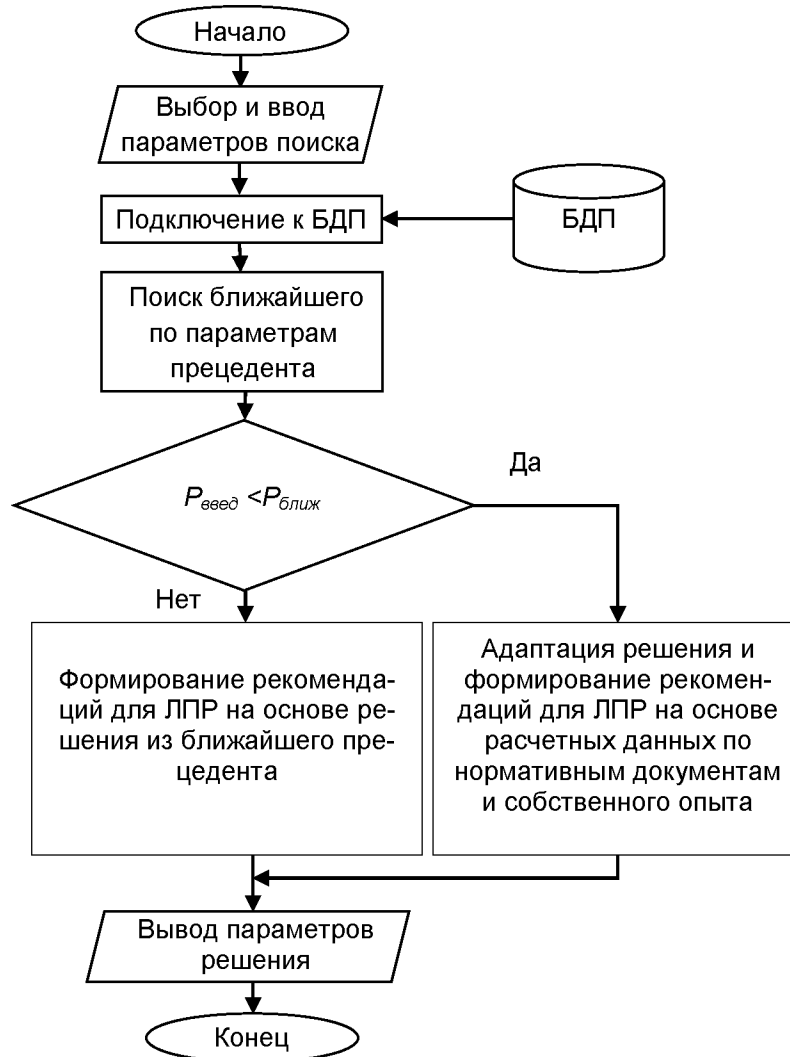 Начало
Выбор и ввод
параметров поиска
Подключение к БДП
БДП
Поиск ближайшего
по параметрам
прецедента
Да
Pввед <Pближ
Нет
Формирование рекоменда-
ций для ЛПР на основе ре-
шения из ближайшего пре-
цедента
Адаптация решения и
формирование рекомен-
даций для ЛПР на основе
расчетных данных по
нормативным документам
и собственного опыта
Вывод параметров
решения
Конец